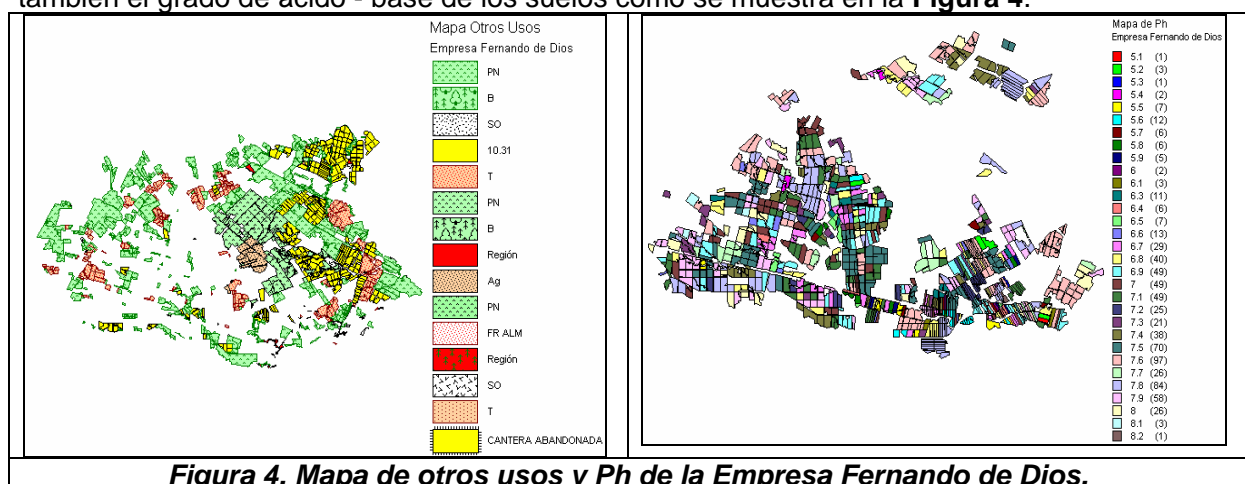 también el grado de ácido - base de los suelos como se muestra en la Figura 4.
Mapa Otros Usos
Empresa Fernando de Dios
PN
B
SO
10.31
T
PN
B
Región
Ag
PN
FR ALM
Región
SO
T
CANTERA ABANDONADA
Mapa de Ph
Empresa Fernando de Dios
5.1 (1)
5.2 (3)
5.3 (1)
5.4 (2)
5.5 (7)
5.6 (12)
5.7 (6)
5.8 (6)
5.9 (5)
6 (2)
6.1 (3)
6.3 (11)
6.4 (6)
6.5 (7)
6.6 (13)
6.7 (29)
6.8 (40)
6.9 (49)
7 (49)
7.1 (49)
7.2 (25)
7.3 (21)
7.4 (38)
7.5 (70)
7.6 (97)
7.7 (26)
7.8 (84)
7.9 (58)
8 (26)
8.1 (3)
8.2 (1)
Figura 4. Mapa de otros usos y Ph de la Empresa Fernando de Dios.